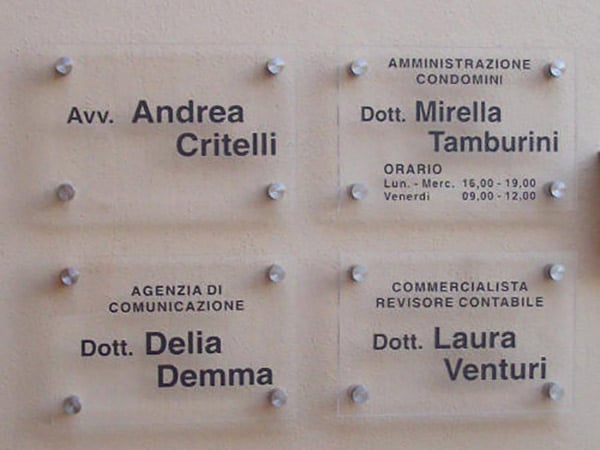 Avv. Andrea
Critelli
AMMINISTRAZIONE
CONDOMINI
Dott. Mirella
Tamburini
ORARIO
Lun. - Merc. 16,00 - 19,00
Venerdi 09,00 - 12,00
AGENZIA DI
COMUNICAZIONE
Dott. Delia
Demma
COMMERCIALISTA
REVISORE CONTABILE
Dott. Laura
Venturi